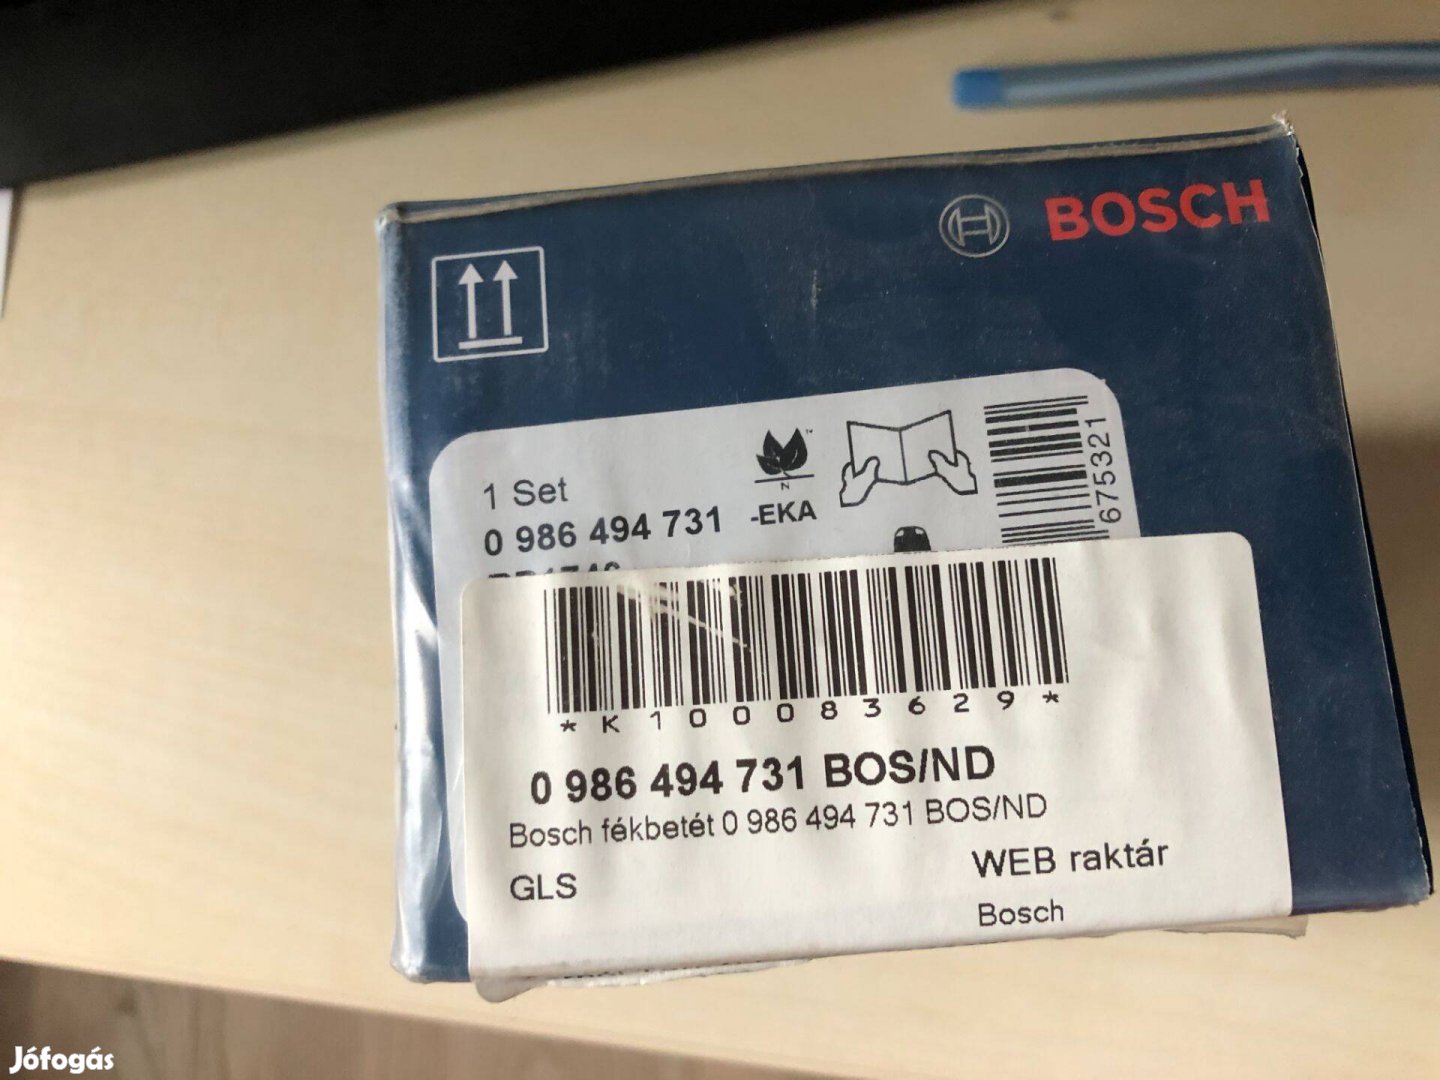 BOSCH
1 Set
0 986 494 731 -EKA
675321
*K100083629*
0 986 494 731 BOS/ND
Bosch fékbetét 0 986 494 731 BOS/ND
GLS
WEB raktár
Bosch
Jófogás